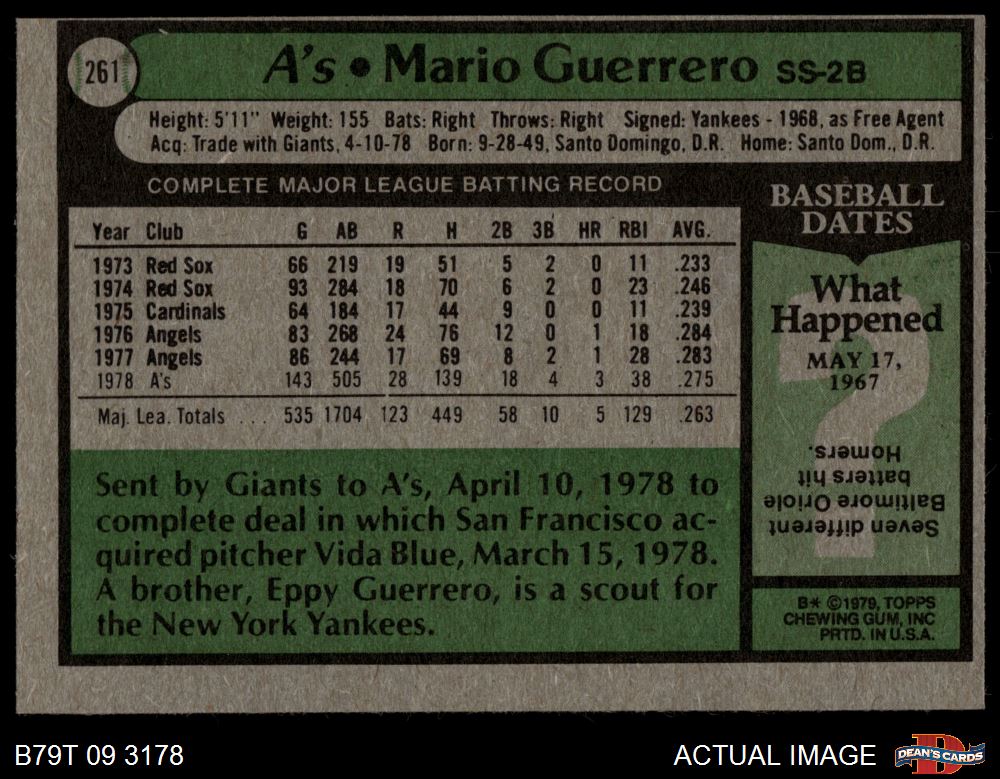 261
A's • Mario Guerrero SS-2B
Height: 5'11" Weight: 155 Bats: Right Throws: Right Signed: Yankees - 1968, as Free Agent
Acq: Trade with Giants, 4-10-78 Born: 9-28-49, Santo Domingo, D.R. Home: Santo Dom., D.R.
COMPLETE MAJOR LEAGUE BATTING RECORD
Year Club G AB R H 2B 3B HR RBI AVG.
1973 Red Sox 66 219 19 51 5 2 0 11 .233
1974 Red Sox 93 284 18 70 6 2 0 23 .246
1975 Cardinals 64 184 17 44 9 0 0 11 .239
1976 Angels 83 268 24 76 12 0 1 18 .284
1977 Angels 86 244 17 69 8 2 1 28 .283
1978 A's 143 505 28 139 18 4 3 38 .275
Maj. Lea. Totals ... 535 1704 123 449 58 10 5 129 .263
Sent by Giants to A's, April 10, 1978 to
complete deal in which San Francisco ac-
quired pitcher Vida Blue, March 15, 1978.
A brother, Eppy Guerrero, is a scout for
the New York Yankees.
BASEBALL
DATES
What
Happened
MAY 17,
1967
?
Seven different
Baltimore Oriole
batters hit
Homers.
B* ©1979, TOPPS
CHEWING GUM, INC
PRTD. IN U.S.A.
B79T 09 3178
ACTUAL IMAGE
D
DEAN'S CARDS